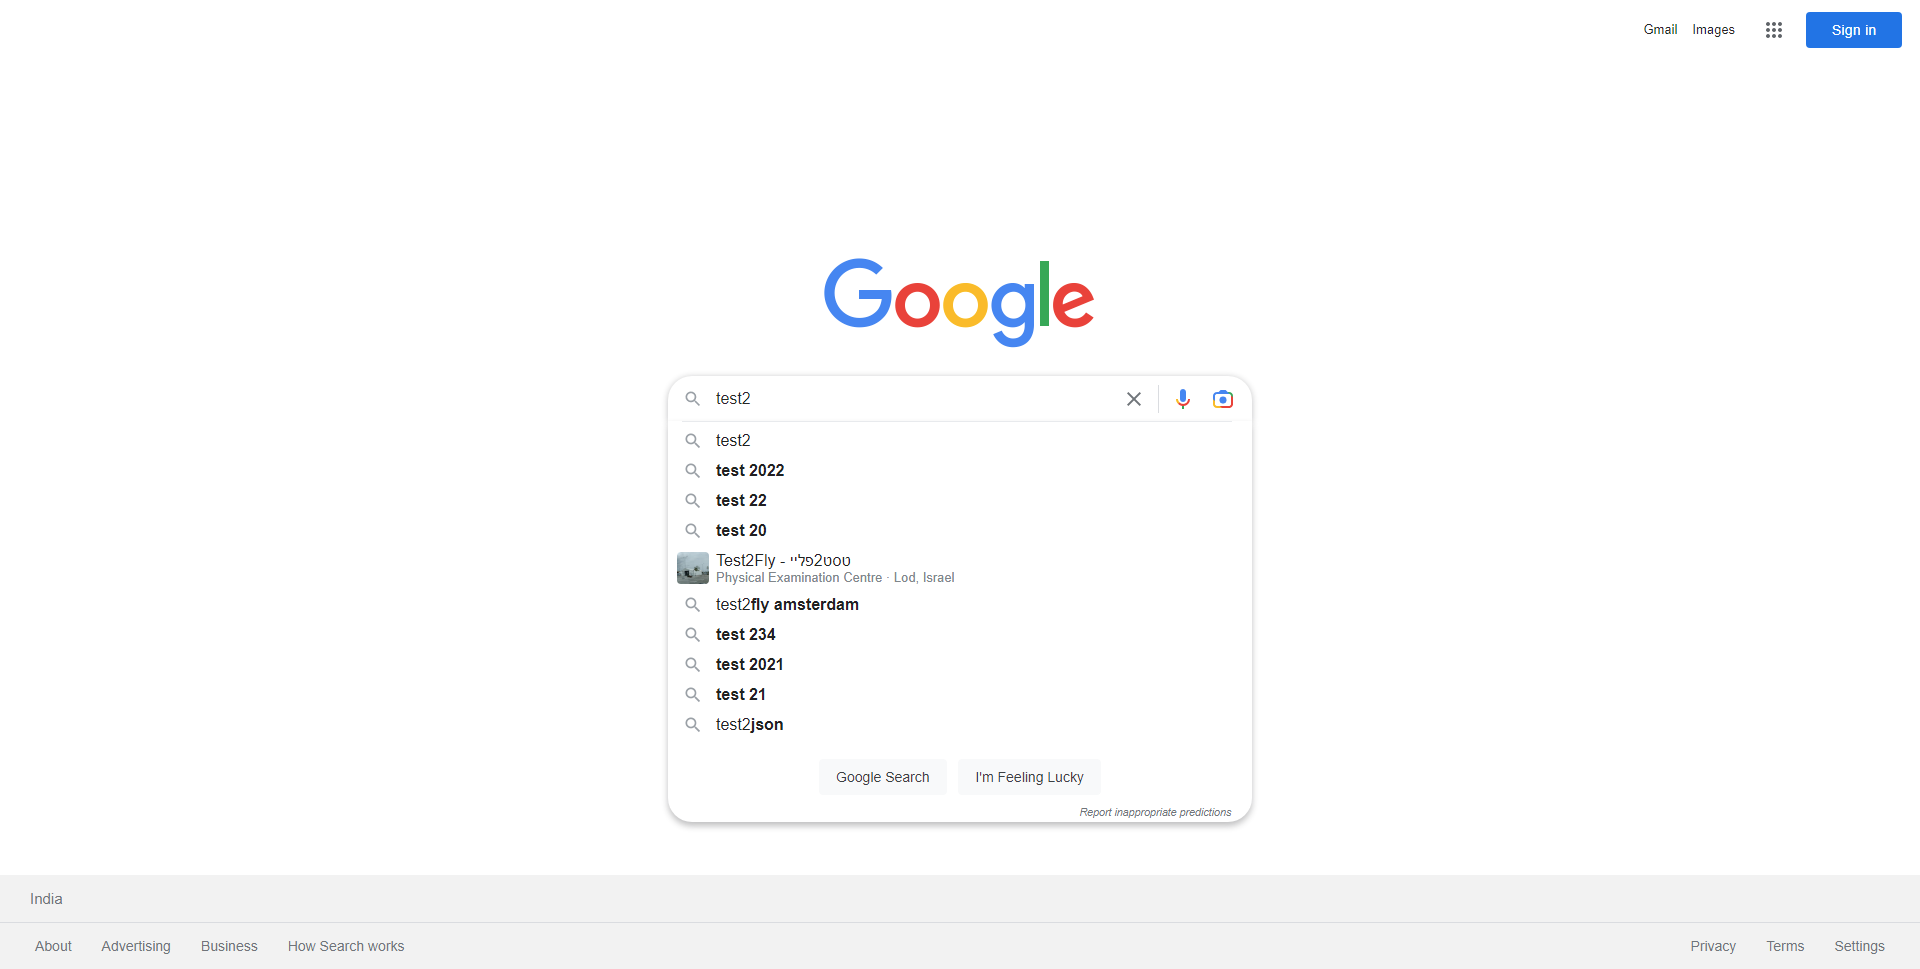 Gmail Images Sign in
Google
test2
test2
test 2022
test 22
test 20
Test2Fly - טסט2פליי
Physical Examination Centre · Lod, Israel
test2fly amsterdam
test 234
test 2021
test 21
test2json
Google Search I'm Feeling Lucky
Report inappropriate predictions
India
About Advertising Business How Search works Privacy Terms Settings